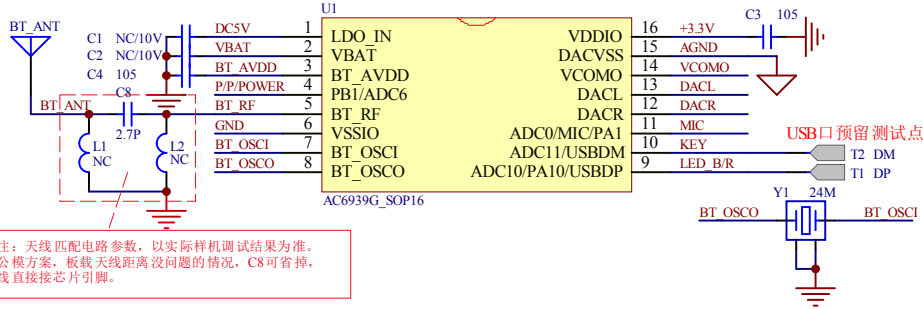 BT_ANT
C1 NC/10V
C2 NC/10V
C4 105
C8
2.7P
BT_ANT
L1
NC
L2
NC
U1
DC5V 1 LDO_IN
VBAT 2 VBAT
BT_AVDD 3 BT_AVDD
P/P/POWER 4 PB1/ADC6
BT_RF 5 BT_RF
GND 6 VSSIO
BT_OSCI 7 BT_OSCI
BT_OSCO 8 BT_OSCO
VDDIO 16 +3.3V
DACVSS 15 AGND
VCOMO 14 VCOMO
DACL 13 DACL
DACR 12 DACR
ADC0/MIC/PA1 11 MIC
ADC11/USBDM 10 KEY
ADC10/PA10/USBDP 9 LED_B/R
AC6939G_SOP16
C3 105
USB口预留测试点
T2 DM
T1 DP
Y1 24M
BT_OSCO
BT_OSCI
注：天线匹配电路参数，以实际样机调试结果为准。
公模方案，板载天线距离没问题的情况，C8可省掉，
线直接接芯片引脚。